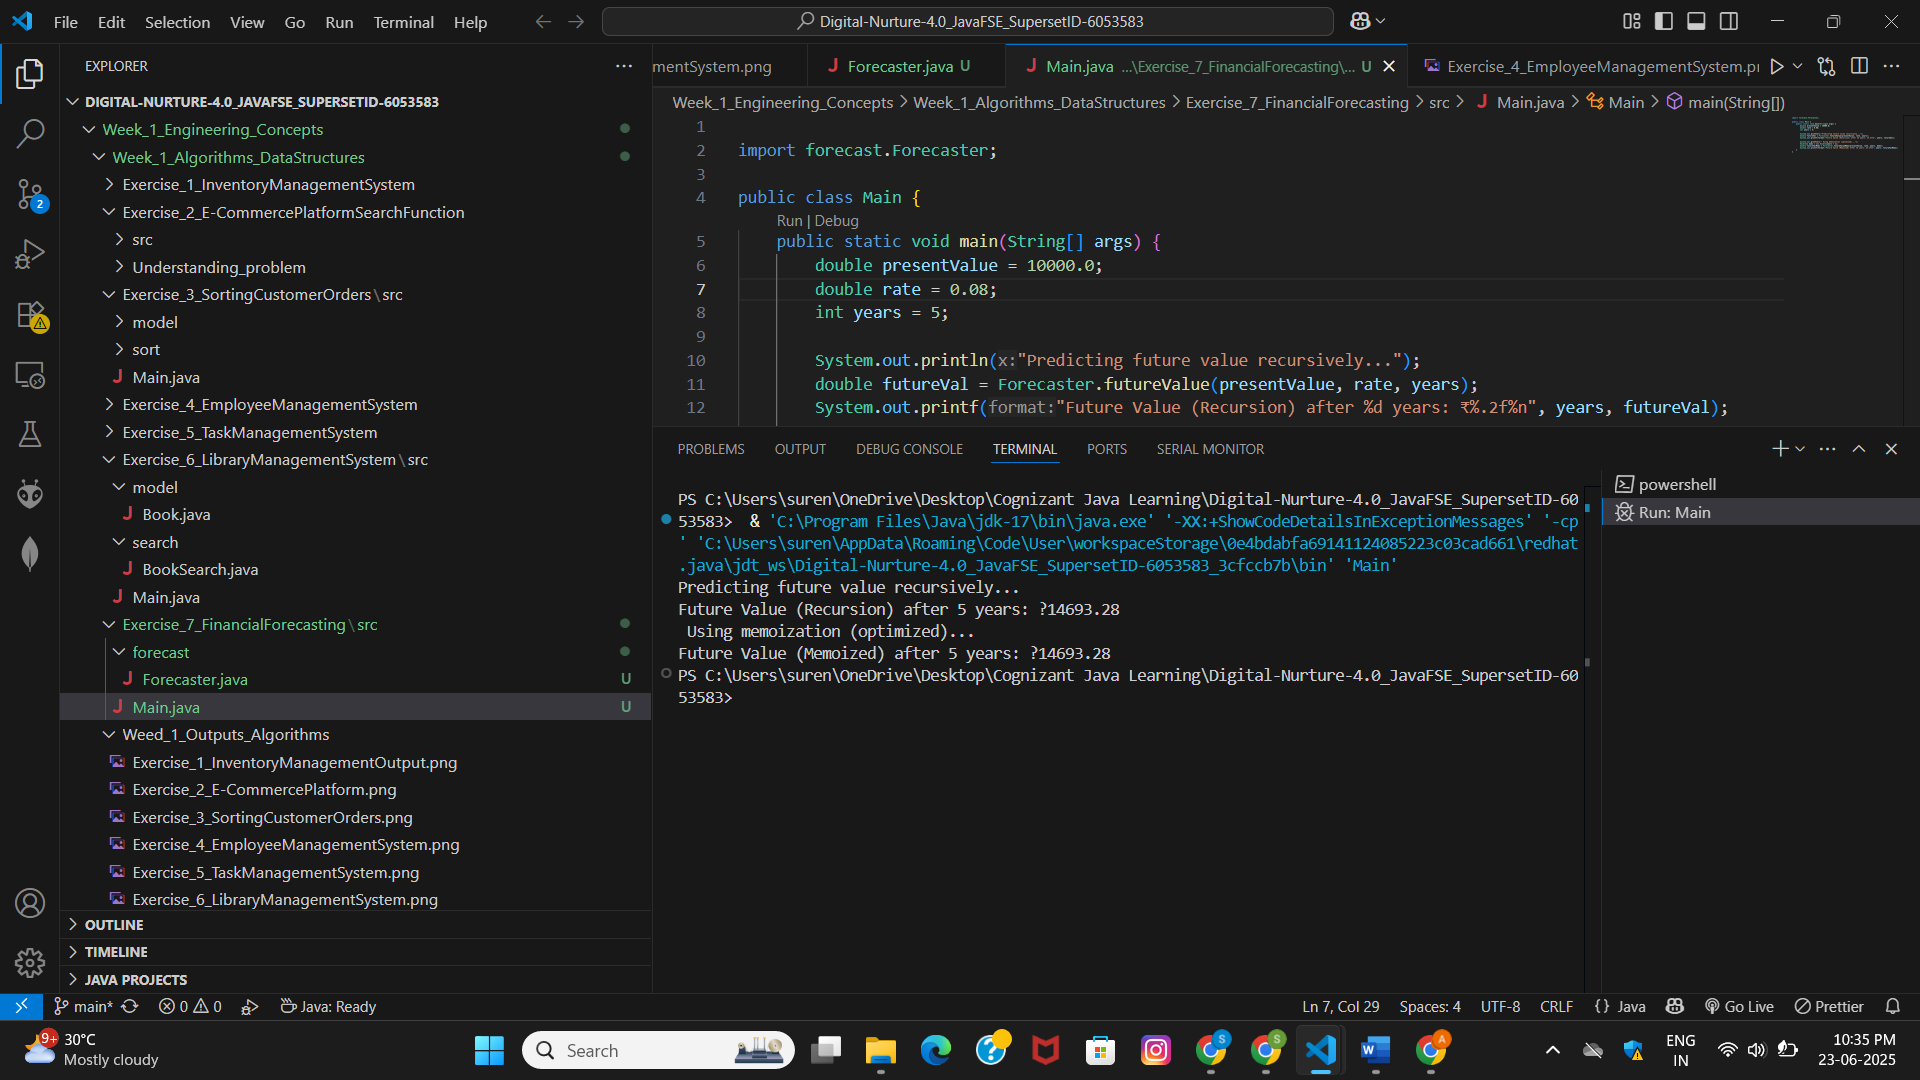 File Edit Selection View Go Run Terminal Help
Digital-Nurture-4.0_JavaFSE_SupersetID-6053583
EXPLORER
DIGITAL-NURTURE-4.0_JAVAFSE_SUPERSETID-6053583
Week_1_Engineering_Concepts
Week_1_Algorithms_DataStructures
Exercise_1_InventoryManagementSystem
Exercise_2_E-CommercePlatformSearchFunction
src
Understanding_problem
Exercise_3_SortingCustomerOrders\src
model
sort
J Main.java
Exercise_4_EmployeeManagementSystem
Exercise_5_TaskManagementSystem
Exercise_6_LibraryManagementSystem\src
model
J Book.java
search
J BookSearch.java
J Main.java
Exercise_7_FinancialForecasting\src
forecast
J Forecaster.java U
J Main.java U
Weed_1_Outputs_Algorithms
Exercise_1_InventoryManagementOutput.png
Exercise_2_E-CommercePlatform.png
Exercise_3_SortingCustomerOrders.png
Exercise_4_EmployeeManagementSystem.png
Exercise_5_TaskManagementSystem.png
Exercise_6_LibraryManagementSystem.png
OUTLINE
TIMELINE
JAVA PROJECTS
2
mentSystem.png J Forecaster.java U J Main.java ...\Exercise_7_FinancialForecasting\... U Exercise_4_EmployeeManagementSystem.p
Week_1_Engineering_Concepts > Week_1_Algorithms_DataStructures > Exercise_7_FinancialForecasting > src > J Main.java > Main > main(String[])
1
2 import forecast.Forecaster;
3
4 public class Main {
Run | Debug
5 public static void main(String[] args) {
6 double presentValue = 10000.0;
7 double rate = 0.08;
8 int years = 5;
9
10 System.out.println(x:"Predicting future value recursively...");
11 double futureVal = Forecaster.futureValue(presentValue, rate, years);
12 System.out.printf(format:"Future Value (Recursion) after %d years: ₹%.2f%n", years, futureVal);
PROBLEMS OUTPUT DEBUG CONSOLE TERMINAL PORTS SERIAL MONITOR
PS C:\Users\suren\OneDrive\Desktop\Cognizant Java Learning\Digital-Nurture-4.0_JavaFSE_SupersetID-60
53583> & 'C:\Program Files\Java\jdk-17\bin\java.exe' '-XX:+ShowCodeDetailsInExceptionMessages' '-cp
' 'C:\Users\suren\AppData\Roaming\Code\User\workspaceStorage\0e4bdabfa69141124085223c03cad661\redhat
.java\jdt_ws\Digital-Nurture-4.0_JavaFSE_SupersetID-6053583_3cfccb7b\bin' 'Main'
Predicting future value recursively...
Future Value (Recursion) after 5 years: ?14693.28
Using memoization (optimized)...
Future Value (Memoized) after 5 years: ?14693.28
PS C:\Users\suren\OneDrive\Desktop\Cognizant Java Learning\Digital-Nurture-4.0_JavaFSE_SupersetID-60
53583>
powershell
Run: Main
main* 0 0 Java: Ready
Ln 7, Col 29 Spaces: 4 UTF-8 CRLF {} Java Go Live Prettier
9+ 30°C
Mostly cloudy
Search
S S W A
ENG
IN
10:35 PM
23-06-2025